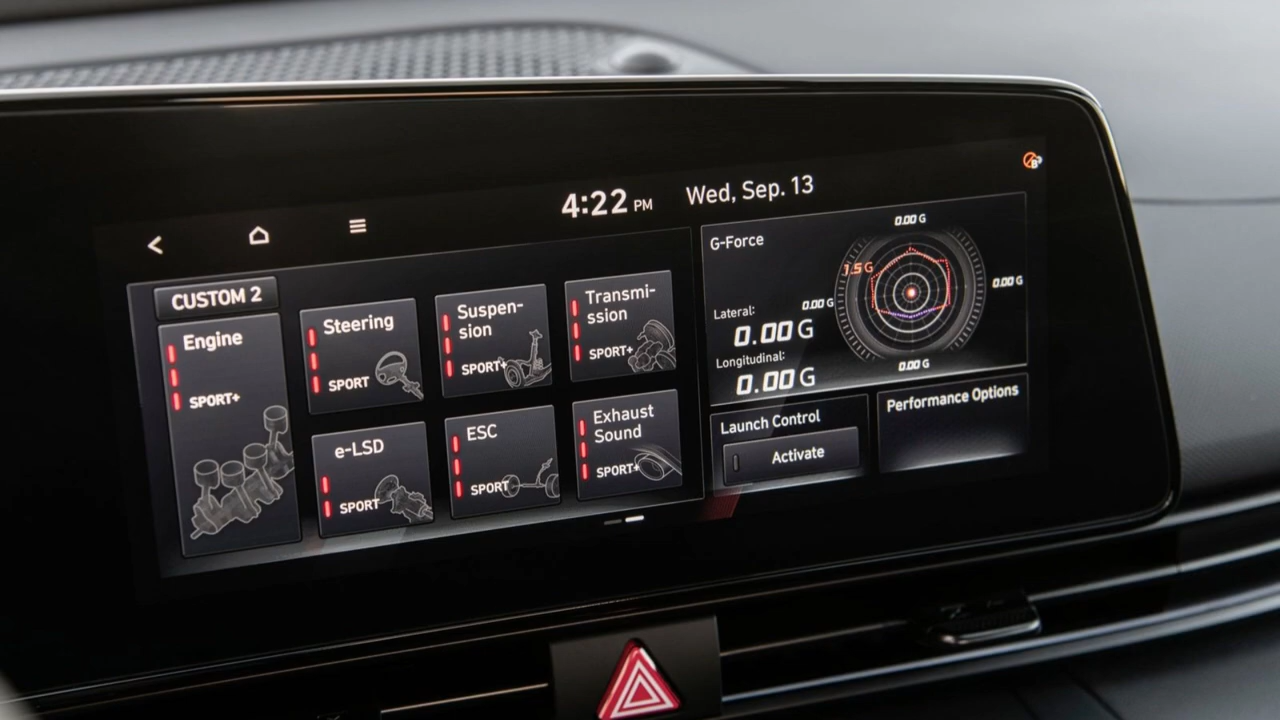 4:22 PM
Wed, Sep. 13
CUSTOM 2
Engine
SPORT+
Steering
SPORT
Suspen-
sion
SPORT+
Transmi-
ssion
SPORT+
e-LSD
SPORT
ESC
SPORT
Exhaust
Sound
SPORT+
G-Force
0.00 G
1.5 G
0.00 G
0.00 G
0.00 G
Lateral:
0.00 G
Longitudinal:
0.00 G
Launch Control
Activate
Performance Options